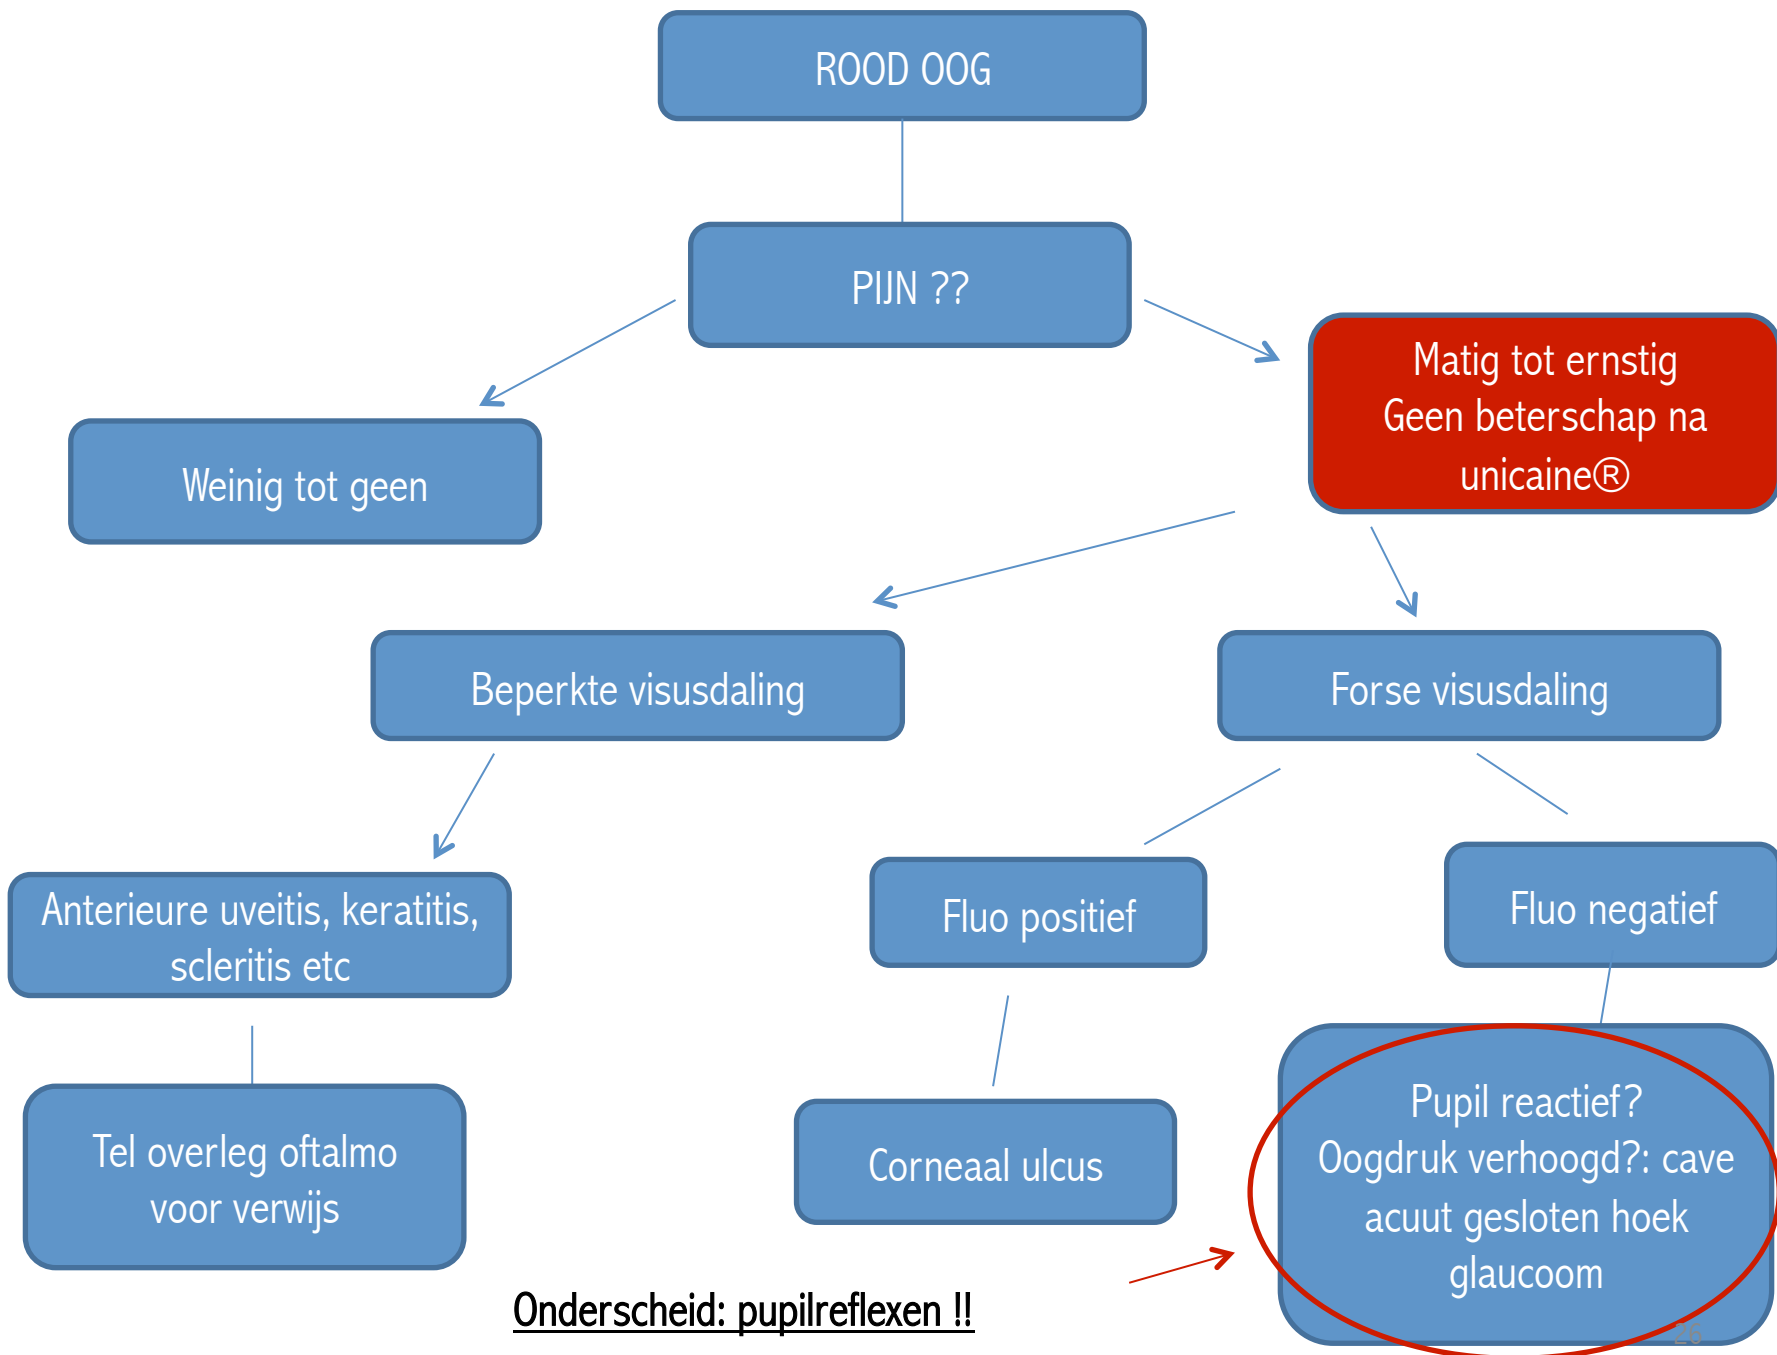 ROOD OOG
PIJN ??
Matig tot ernstig
Geen beterschap na
unicaine®
Weinig tot geen
Beperkte visusdaling
Forse visusdaling
Anterieure uveitis, keratitis,
scleritis etc
Fluo positief
Fluo negatief
Tel overleg oftalmo
voor verwijs
Corneaal ulcus
Pupil reactief?
Oogdruk verhoogd?: cave
acuut gesloten hoek
glaucoom
Onderscheid: pupilreflexen !!
26